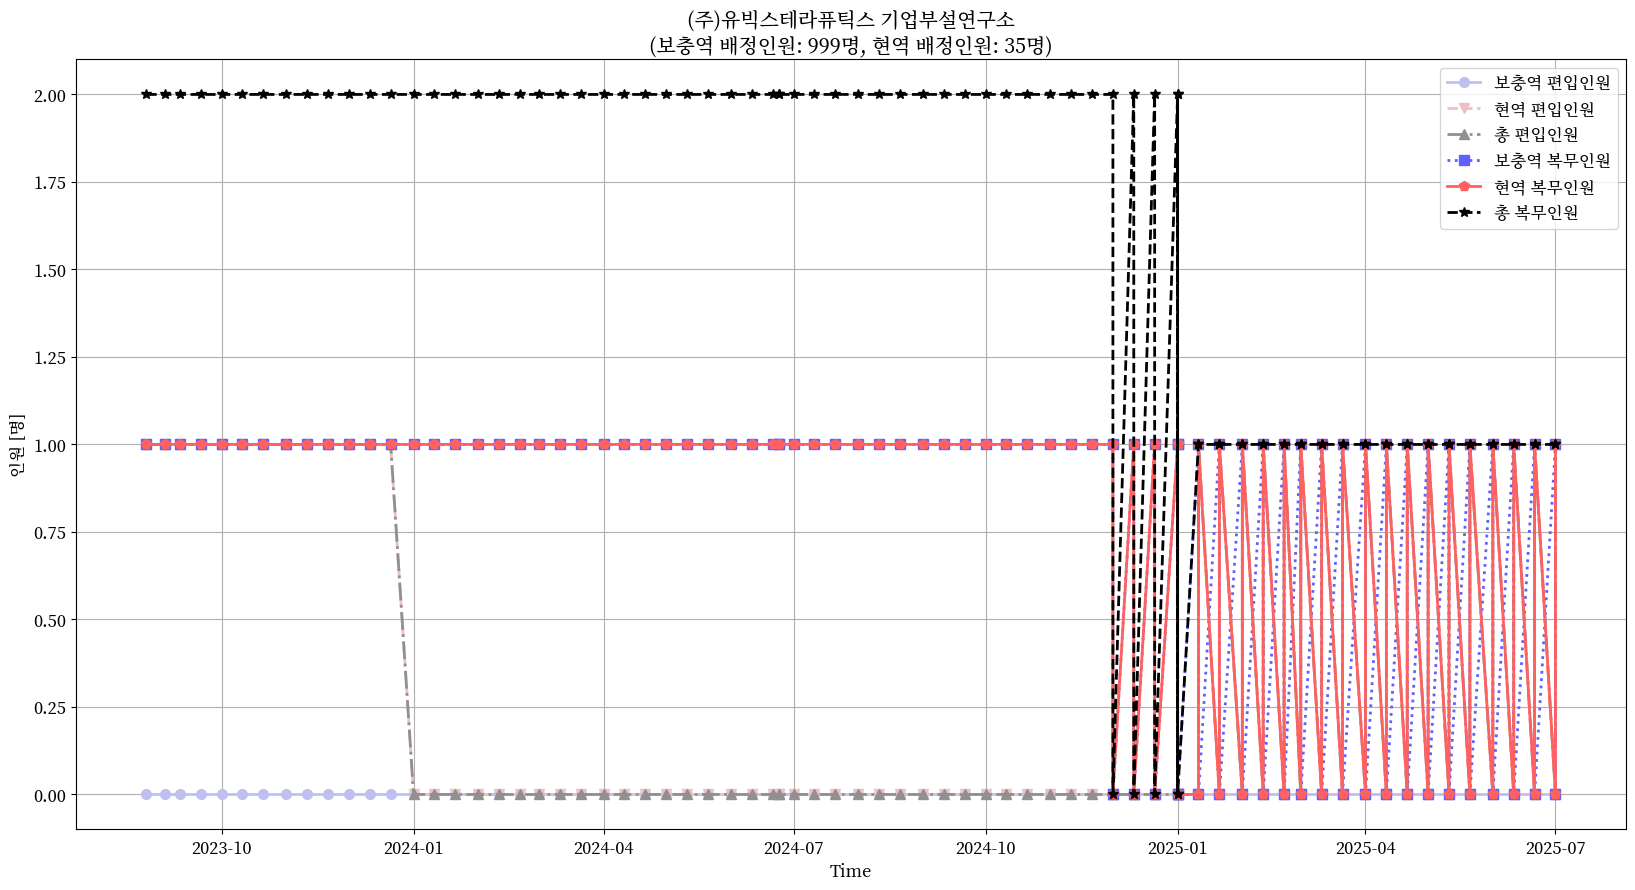 (주)유빅스테라퓨틱스 기업부설연구소
(보충역 배정인원: 999명, 현역 배정인원: 35명)
인원 [명]
2.00
1.75
1.50
1.25
1.00
0.75
0.50
0.25
0.00
보충역 편입인원
현역 편입인원
총 편입인원
보충역 복무인원
현역 복무인원
총 복무인원
2023-10
2024-01
2024-04
2024-07
2024-10
2025-01
2025-04
2025-07
Time